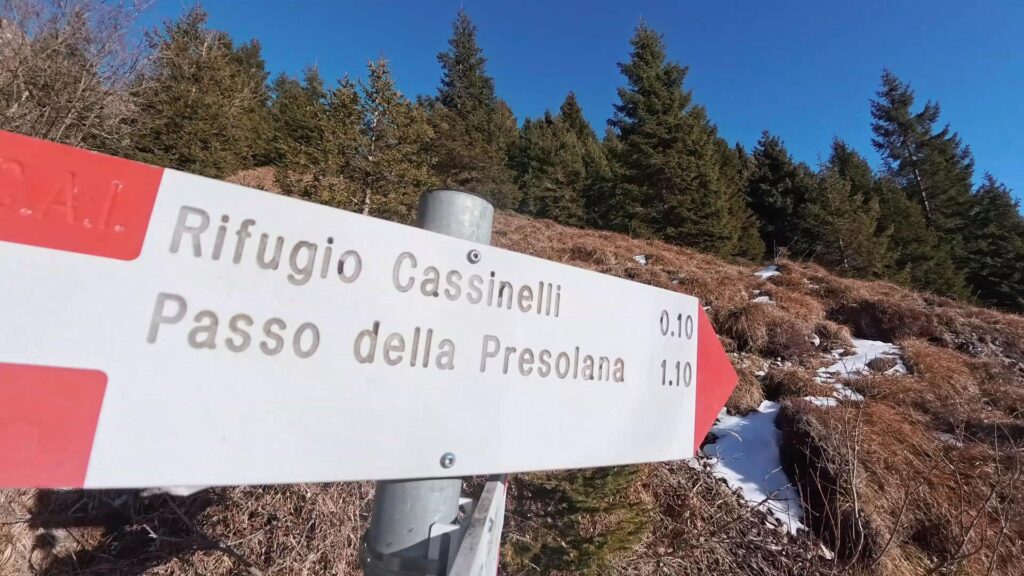 C.A.I.
Rifugio Cassinelli 0.10
Passo della Presolana 1.10